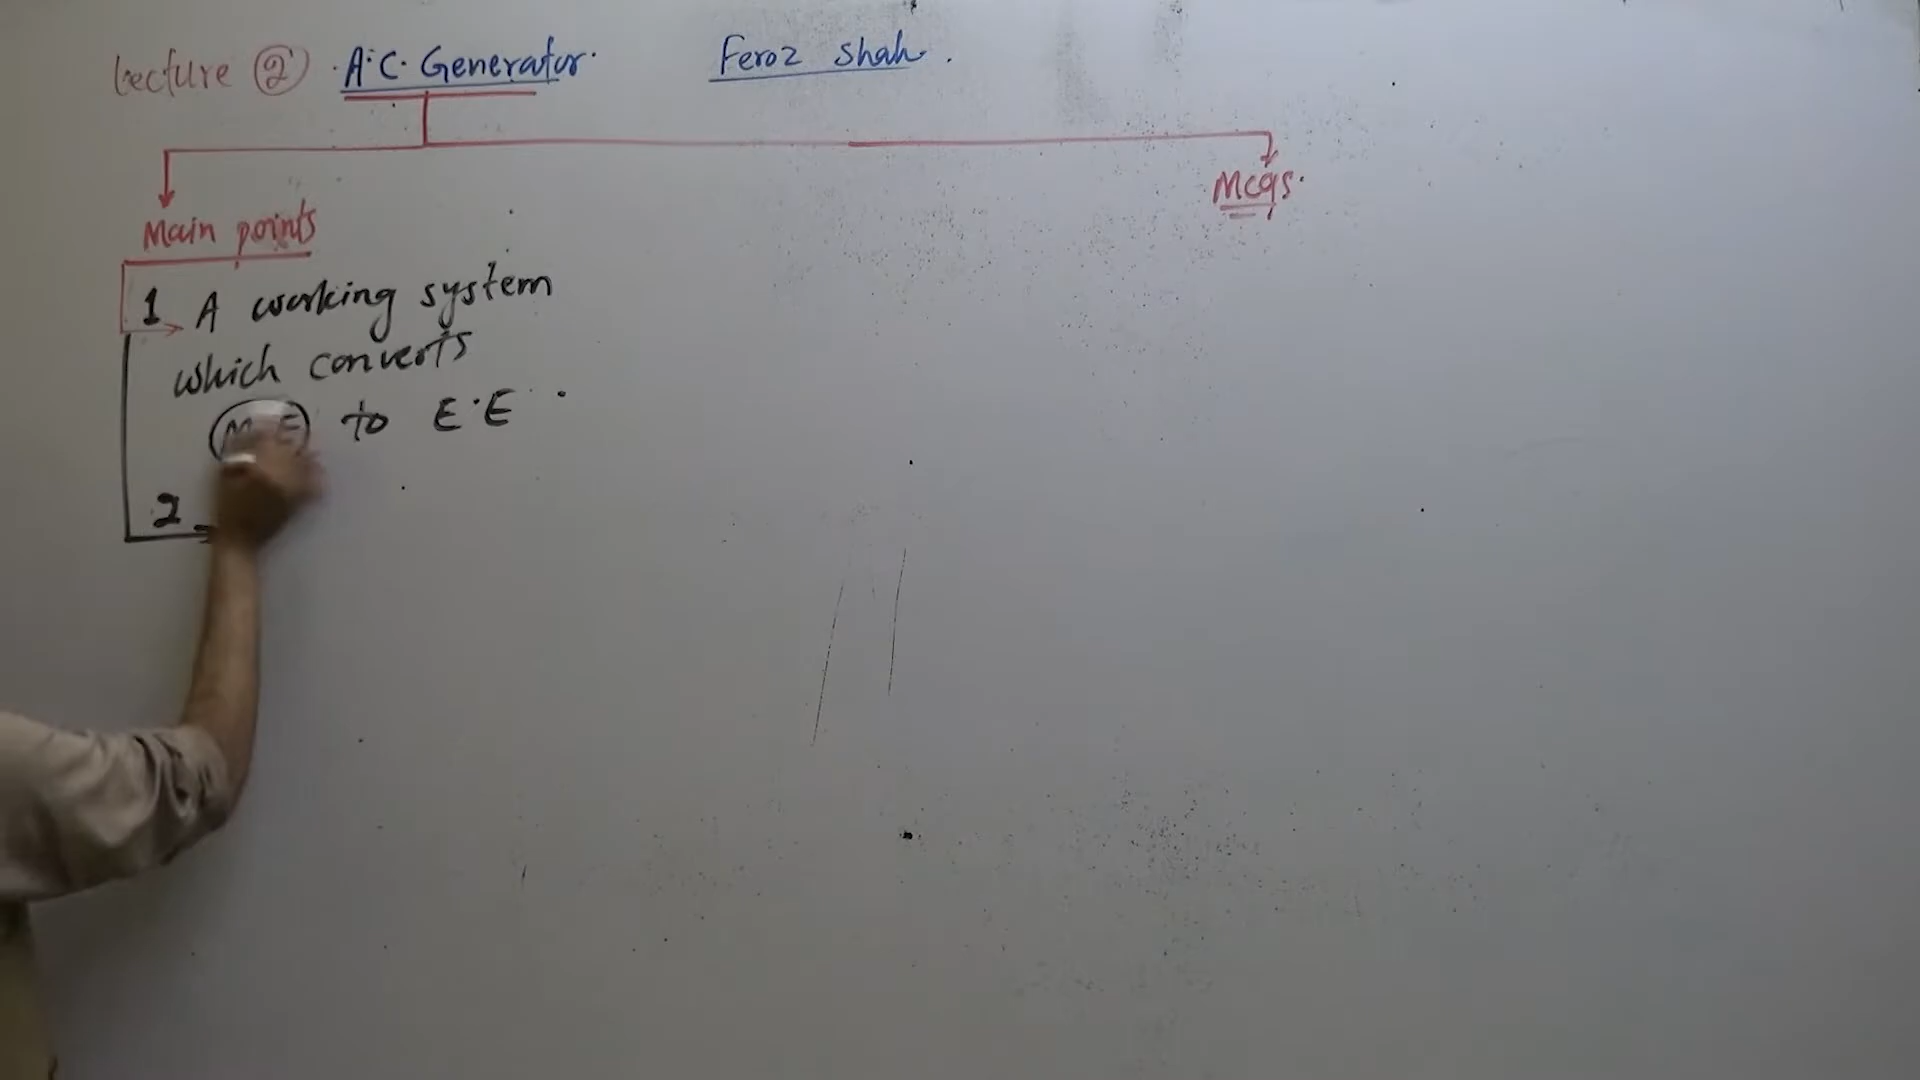 Lecture ② A.C. Generator. Feroz Shah.
Main points
Mcqs.
1 A working system
which converts
M.E to E.E.
2